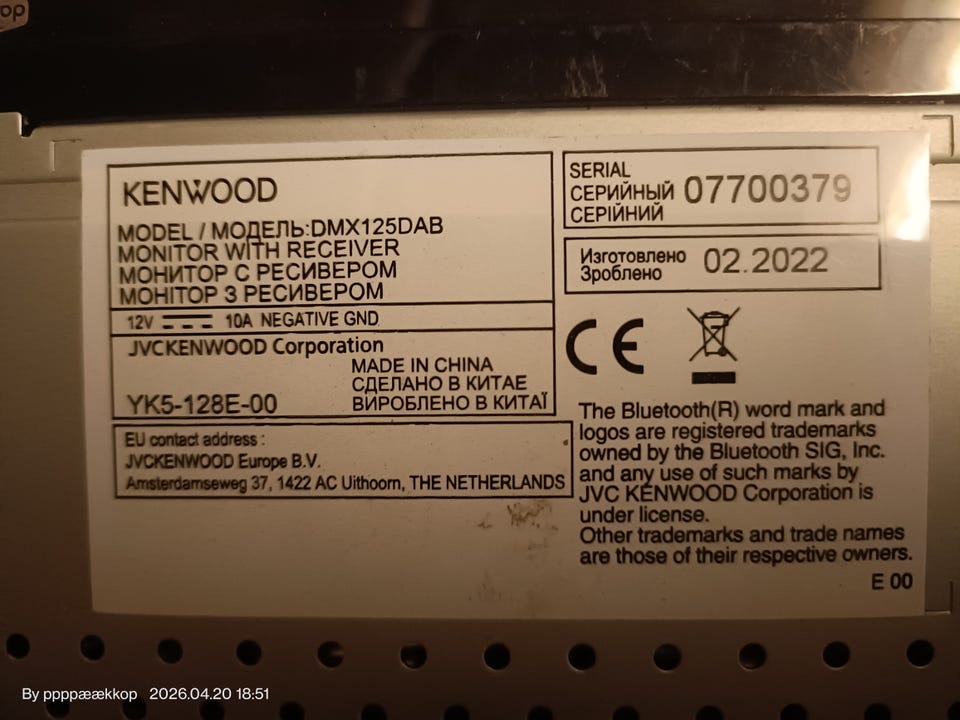 KENWOOD
MODEL / МОДЕЛЬ:DMX125DAB
MONITOR WITH RECEIVER
МОНИТОР С РЕСИВЕРОМ
МОНІТОР З РЕСИВЕРОМ
12V 10A NEGATIVE GND
JVCKENWOOD Corporation
MADE IN CHINA
СДЕЛАНО В КИТАЕ
YK5-128E-00 ВИРОБЛЕНО В КИТАЇ
EU contact address :
JVCKENWOOD Europe B.V.
Amsterdamseweg 37, 1422 AC Uithoorn, THE NETHERLANDS
SERIAL
СЕРИЙНЫЙ 07700379
СЕРІЙНИЙ
Изготовлено 02.2022
Зроблено
CE
The Bluetooth(R) word mark and
logos are registered trademarks
owned by the Bluetooth SIG, Inc.
and any use of such marks by
JVC KENWOOD Corporation is
under license.
Other trademarks and trade names
are those of their respective owners.
E 00
By ppppæækkop 2026.04.20 18:51